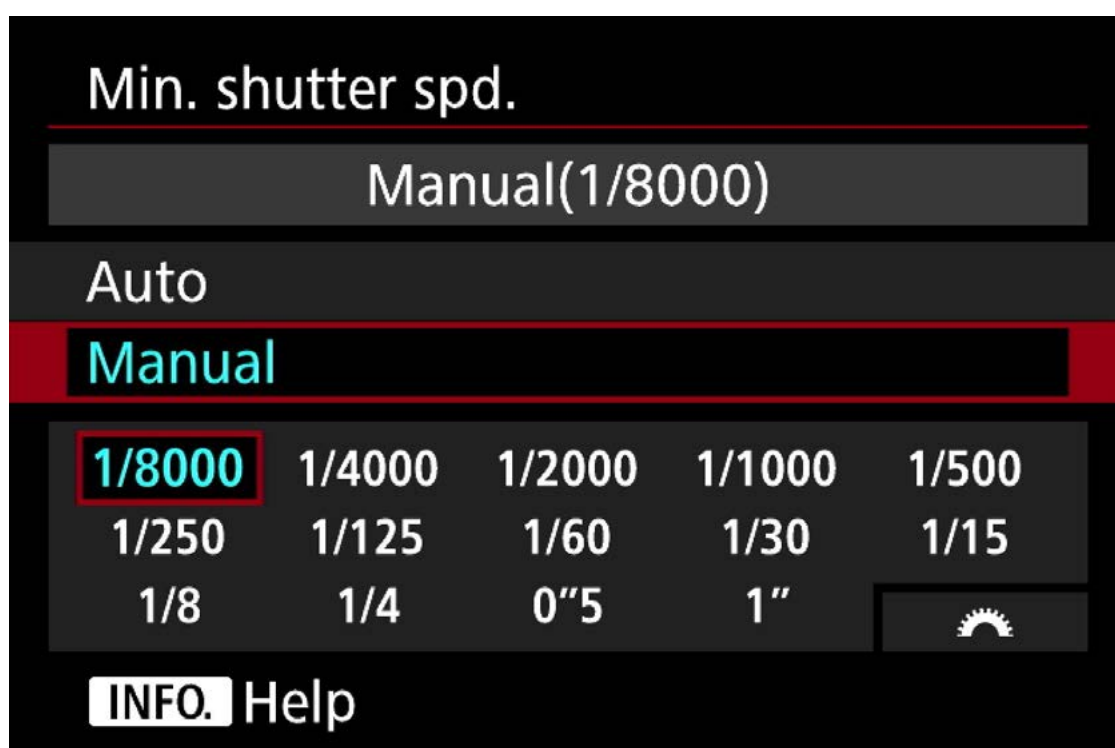 Min. shutter spd.
Manual(1/8000)
Auto
Manual
1/8000 1/4000 1/2000 1/1000 1/500
1/250 1/125 1/60 1/30 1/15
1/8 1/4 0"5 1"
INFO. Help